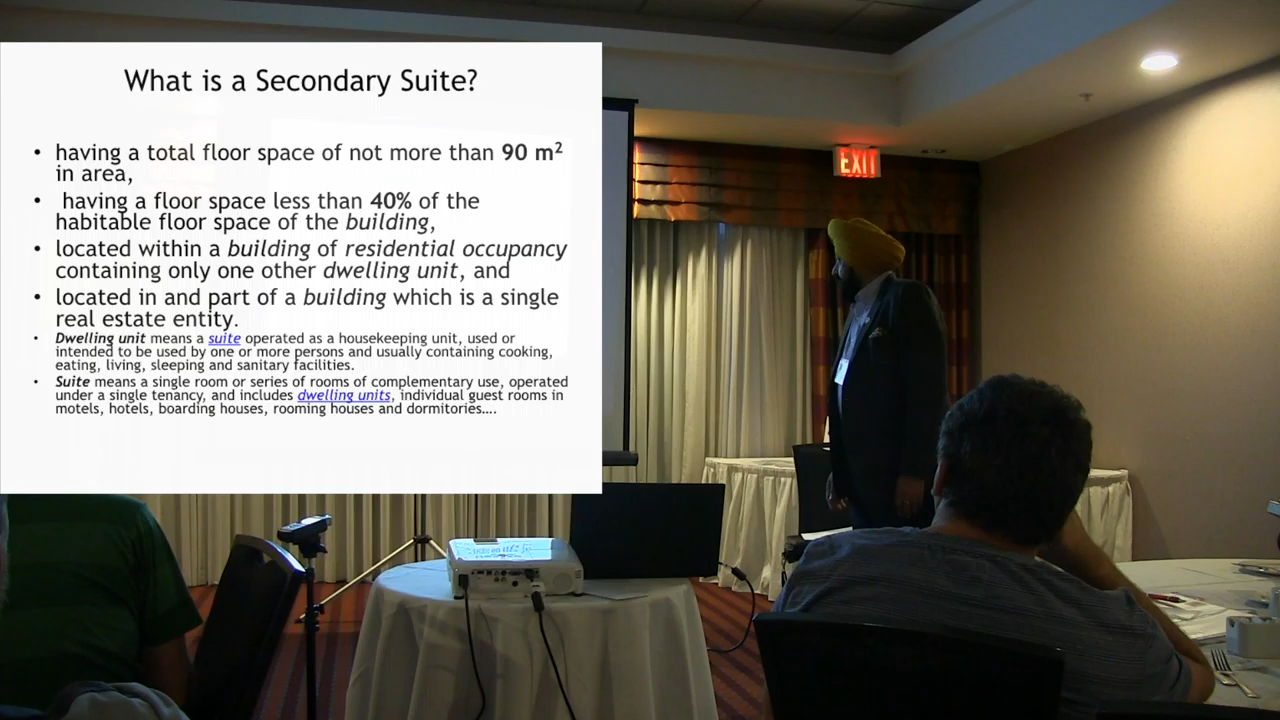 What is a Secondary Suite?
• having a total floor space of not more than 90 m²
in area,
• having a floor space less than 40% of the
habitable floor space of the building,
• located within a building of residential occupancy
containing only one other dwelling unit, and
• located in and part of a building which is a single
real estate entity.
• Dwelling unit means a suite operated as a housekeeping unit, used or
intended to be used by one or more persons and usually containing cooking,
eating, living, sleeping and sanitary facilities.
• Suite means a single room or series of rooms of complementary use, operated
under a single tenancy, and includes dwelling units, individual guest rooms in
motels, hotels, boarding houses, rooming houses and dormitories....
EXIT